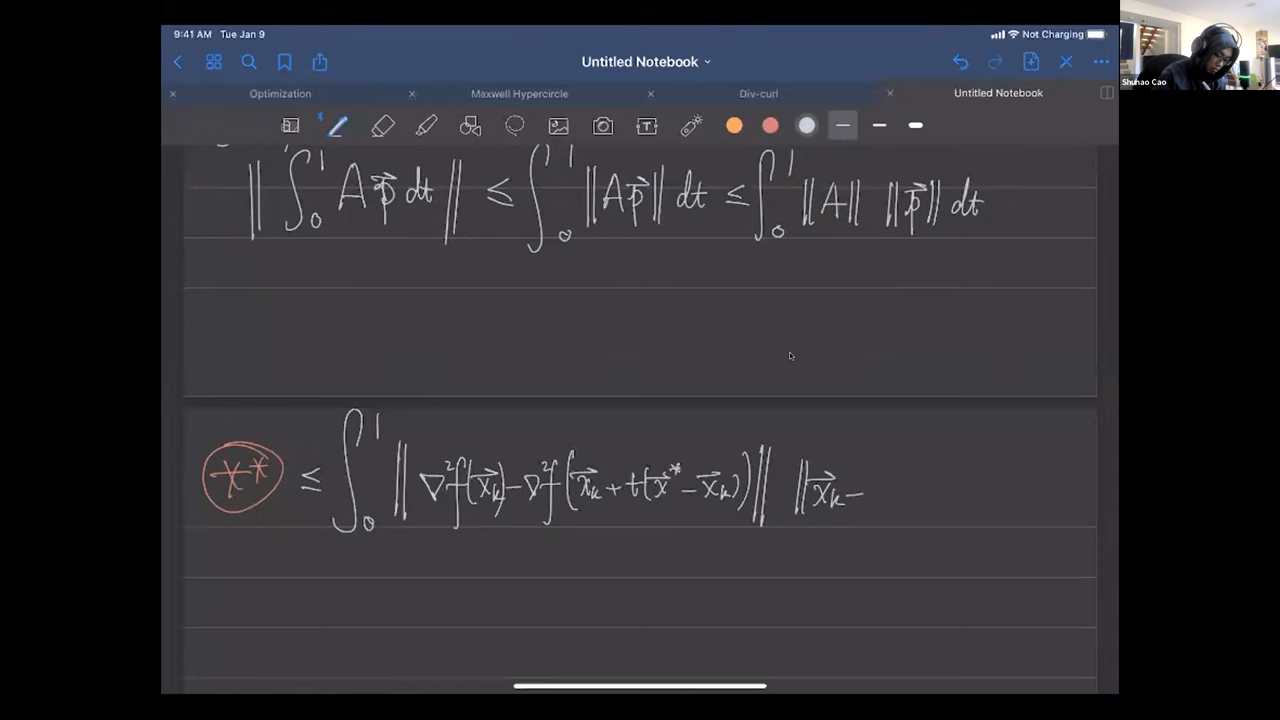 9:41 AM Tue Jan 9
Not Charging
Untitled Notebook
Shuhao Cao
Optimization
Maxwell Hypercircle
Div-curl
Untitled Notebook
‖∫₀¹ A p⃗ dt‖ ≤ ∫₀¹ ‖A p⃗‖ dt ≤ ∫₀¹ ‖A‖ ‖p⃗‖ dt
** ≤ ∫₀¹ ‖ ∇²f(x⃗ₖ) - ∇²f(x⃗ₖ + t(x⃗* - x⃗ₖ)) ‖ ‖x⃗ₖ -